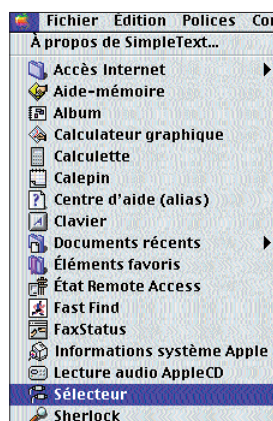 Fichier Édition Polices
À propos de SimpleText...
Accès Internet
Aide-mémoire
Album
Calculateur graphique
Calculette
Calepin
Centre d'aide (alias)
Clavier
Documents récents
Éléments favoris
État Remote Access
Fast Find
FaxStatus
Informations système Apple
Lecture audio AppleCD
Sélecteur
Sherlock